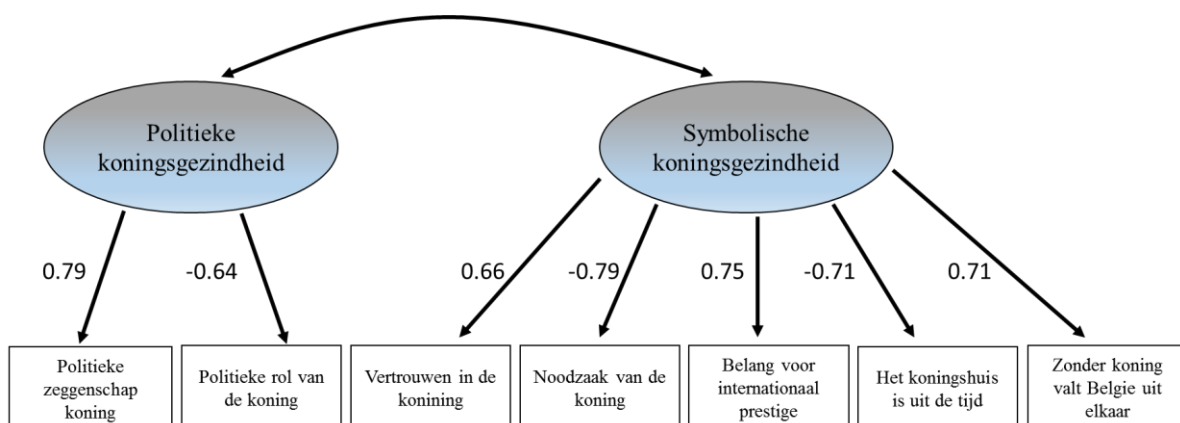 Politieke
koningsgezindheid
Symbolische
koningsgezindheid
0.79
-0.64
0.66
-0.79
0.75
-0.71
0.71
Politieke
zeggenschap
koning
Politieke rol van
de koning
Vertrouwen in de
konining
Noodzaak van de
koning
Belang voor
internationaal
prestige
Het koningshuis
is uit de tijd
Zonder koning
valt Belgie uit
elkaar